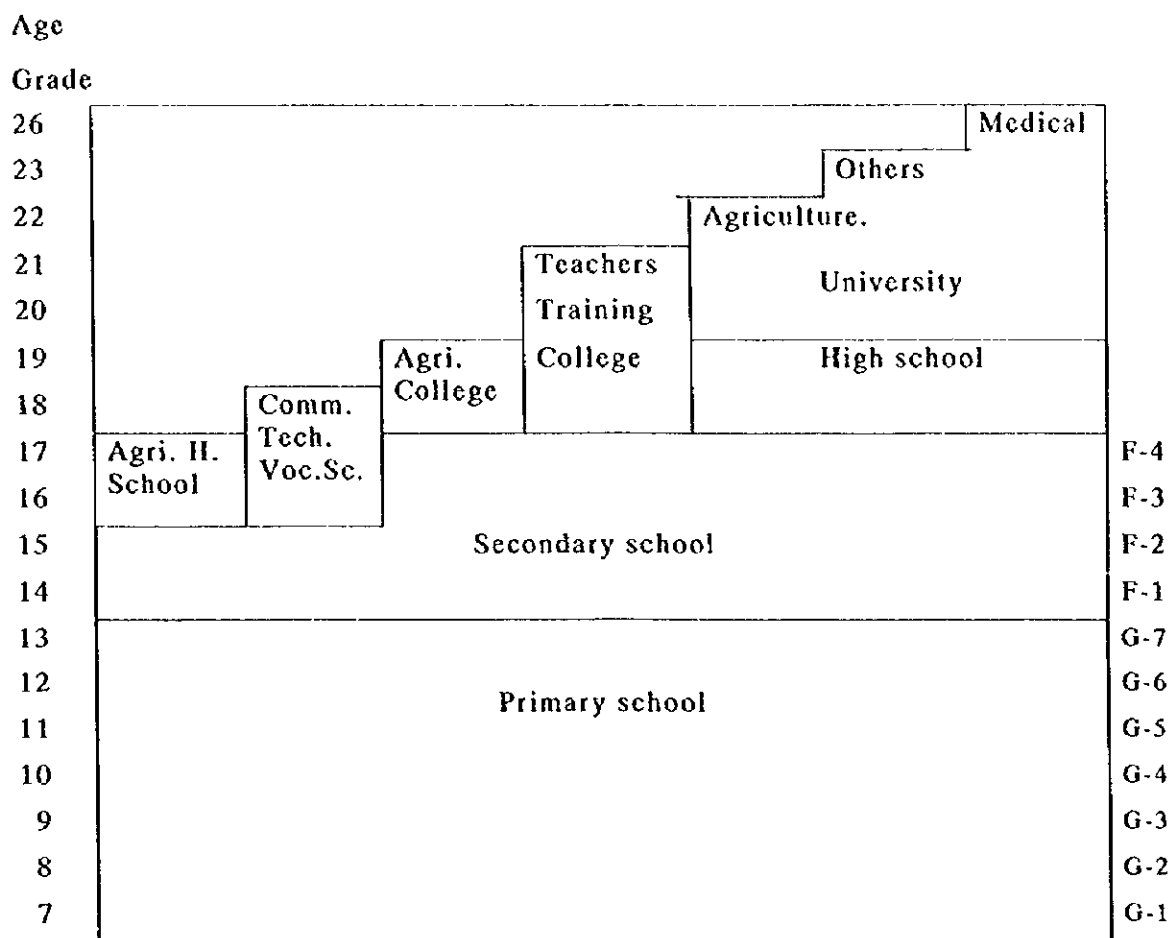 Age
Grade
26 Medical
23 Others
22 Agriculture.
21 Teachers
University
20 Training
19 Agri. College High school
College
18 Comm.
17 Agri. H. Tech. F-4
School Voc.Sc.
16 F-3
15 Secondary school F-2
14 F-1
13 G-7
12 G-6
Primary school
11 G-5
10 G-4
9 G-3
8 G-2
7 G-1